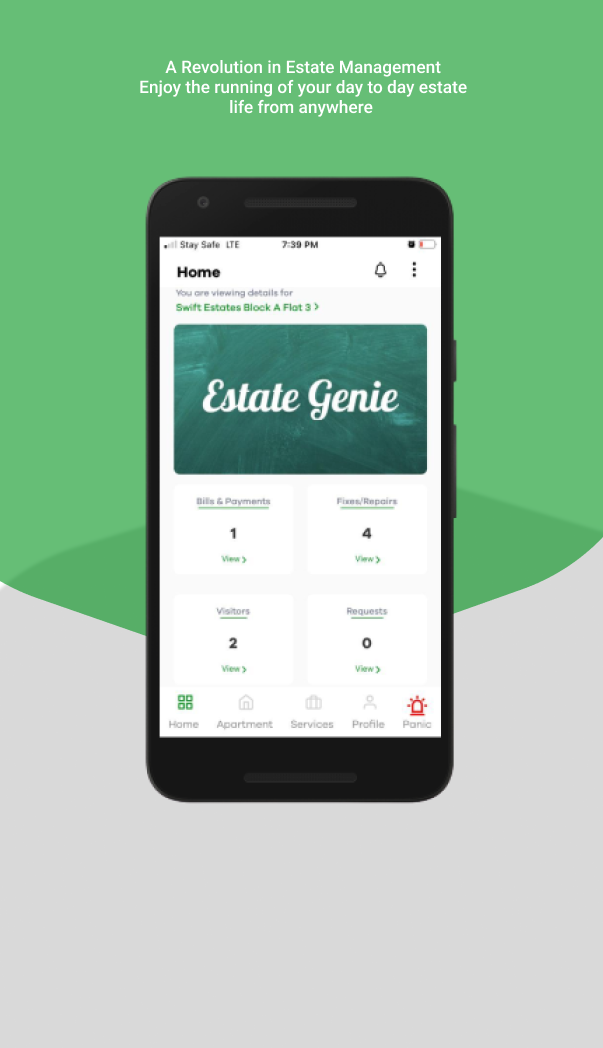 A Revolution in Estate Management
Enjoy the running of your day to day estate
life from anywhere
Stay Safe LTE 7:39 PM
Home
You are viewing details for
Swift Estates Block A Flat 3 >
Estate Genie
Bills & Payments Fixes/Repairs
1 4
View > View >
Visitors Requests
2 0
View > View >
Home Apartment Services Profile Panic